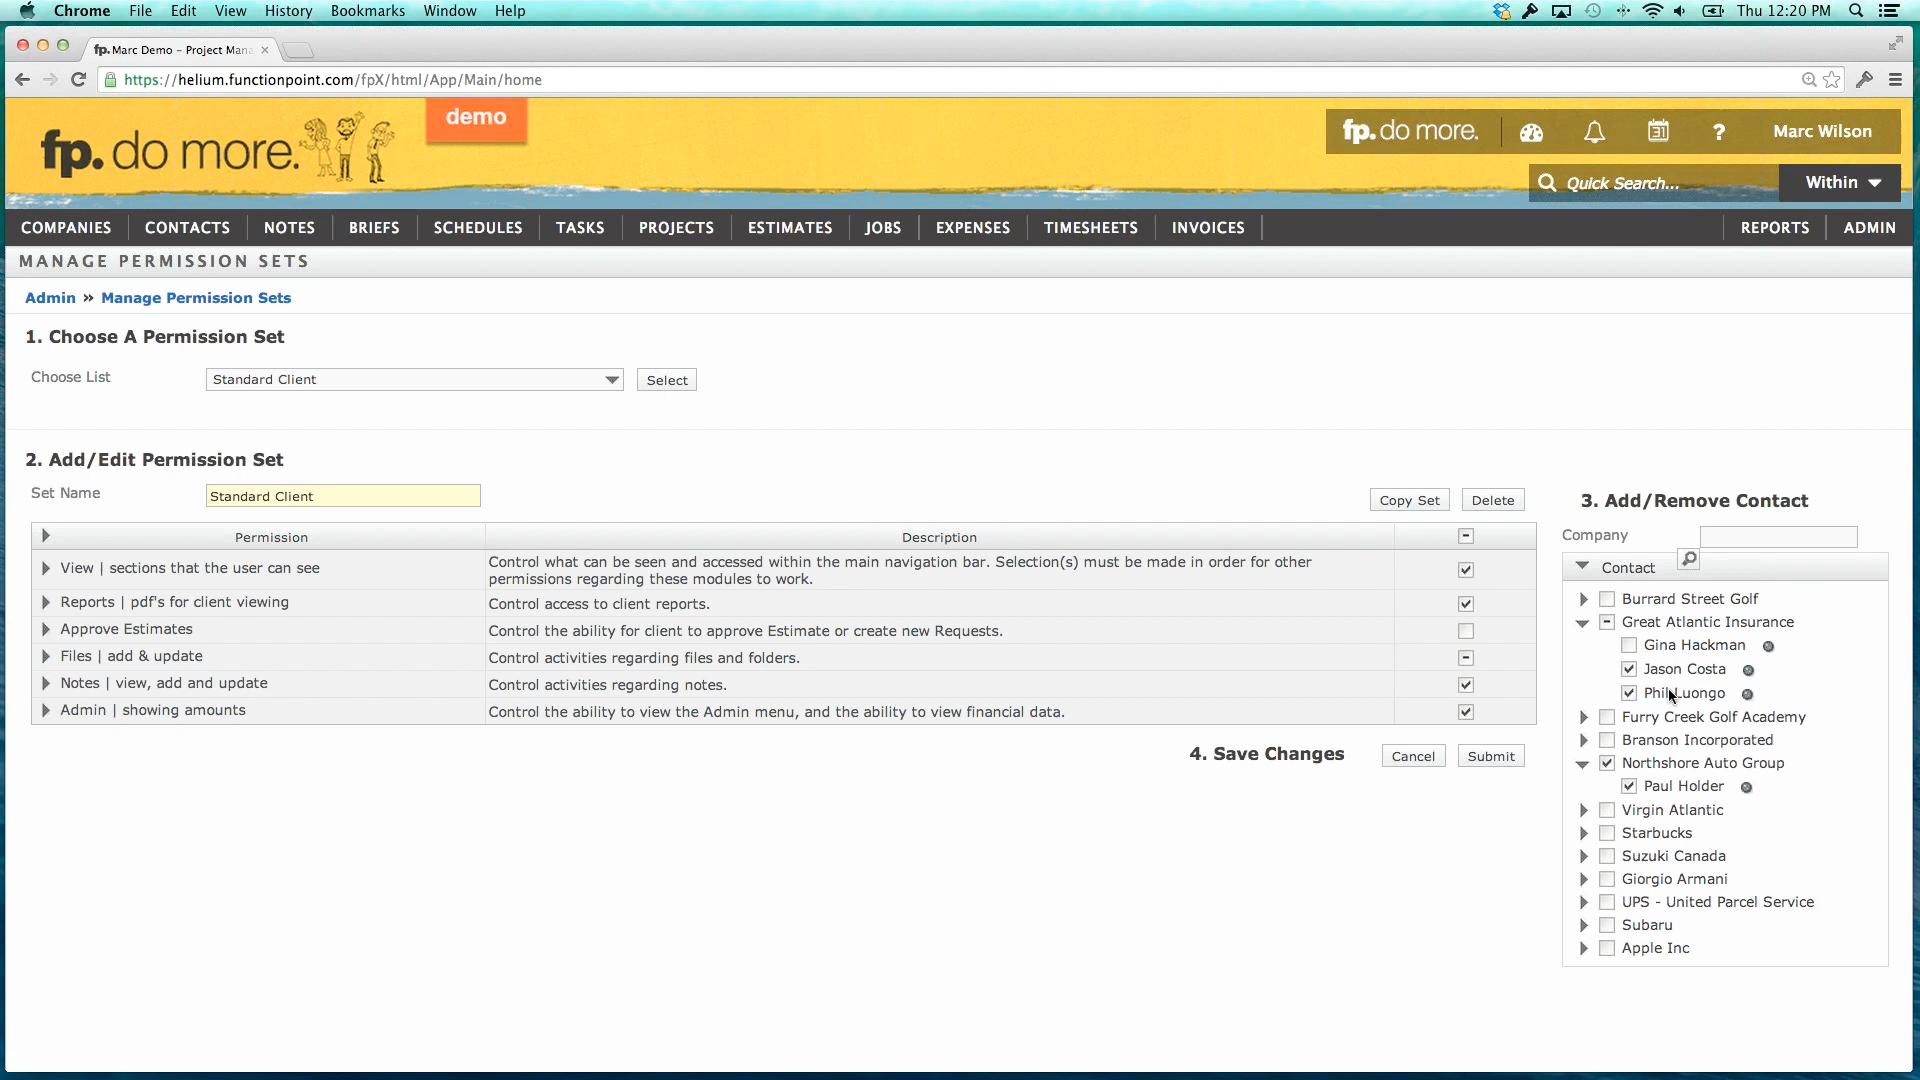 Chrome File Edit View History Bookmarks Window Help Thu 12:20 PM
fp. Marc Demo - Project Mana
https://helium.functionpoint.com/fpX/html/App/Main/home
fp. do more.
demo
fp. do more. 31 ? Marc Wilson
Quick Search... Within
COMPANIES CONTACTS NOTES BRIEFS SCHEDULES TASKS PROJECTS ESTIMATES JOBS EXPENSES TIMESHEETS INVOICES REPORTS ADMIN
MANAGE PERMISSION SETS
Admin » Manage Permission Sets
1. Choose A Permission Set
Choose List Standard Client Select
2. Add/Edit Permission Set
Set Name Standard Client Copy Set Delete
Permission Description
View | sections that the user can see Control what can be seen and accessed within the main navigation bar. Selection(s) must be made in order for other
permissions regarding these modules to work.
Reports | pdf's for client viewing Control access to client reports.
Approve Estimates Control the ability for client to approve Estimate or create new Requests.
Files | add & update Control activities regarding files and folders.
Notes | view, add and update Control activities regarding notes.
Admin | showing amounts Control the ability to view the Admin menu, and the ability to view financial data.
4. Save Changes Cancel Submit
3. Add/Remove Contact
Company
Contact
Burrard Street Golf
Great Atlantic Insurance
Gina Hackman
Jason Costa
Phil Luongo
Furry Creek Golf Academy
Branson Incorporated
Northshore Auto Group
Paul Holder
Virgin Atlantic
Starbucks
Suzuki Canada
Giorgio Armani
UPS - United Parcel Service
Subaru
Apple Inc